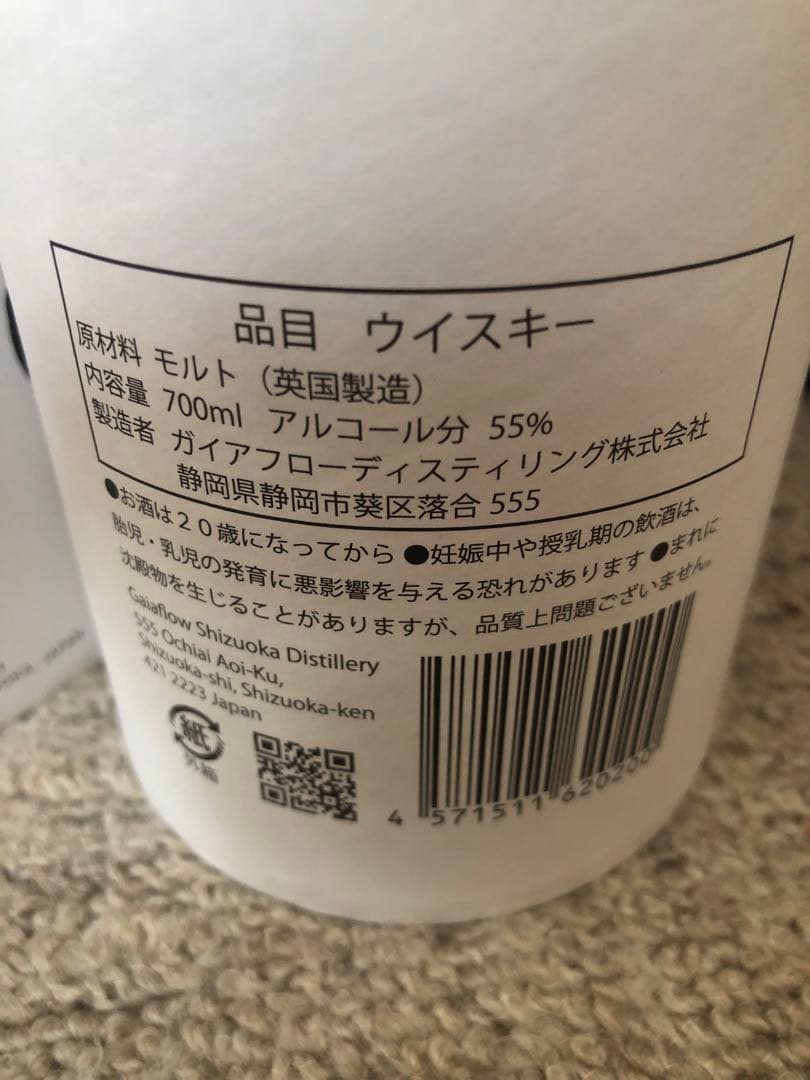 品目　ウイスキー
原材料 モルト（英国製造）
内容量 700ml アルコール分 55%
製造者 ガイアフローディスティリング株式会社
静岡県静岡市葵区落合 555
●お酒は２０歳になってから ●妊娠中や授乳期の飲酒は、
胎児・乳児の発育に悪影響を与える恐れがあります ●まれに
沈殿物を生じることがありますが、品質上問題ございません。
Gaiaflow Shizuoka Distillery
555 Ochiai Aoi-Ku,
Shizuoka-shi, Shizuoka-ken
421 2223 Japan
紙
外箱
4 571511 620200
JAPAN